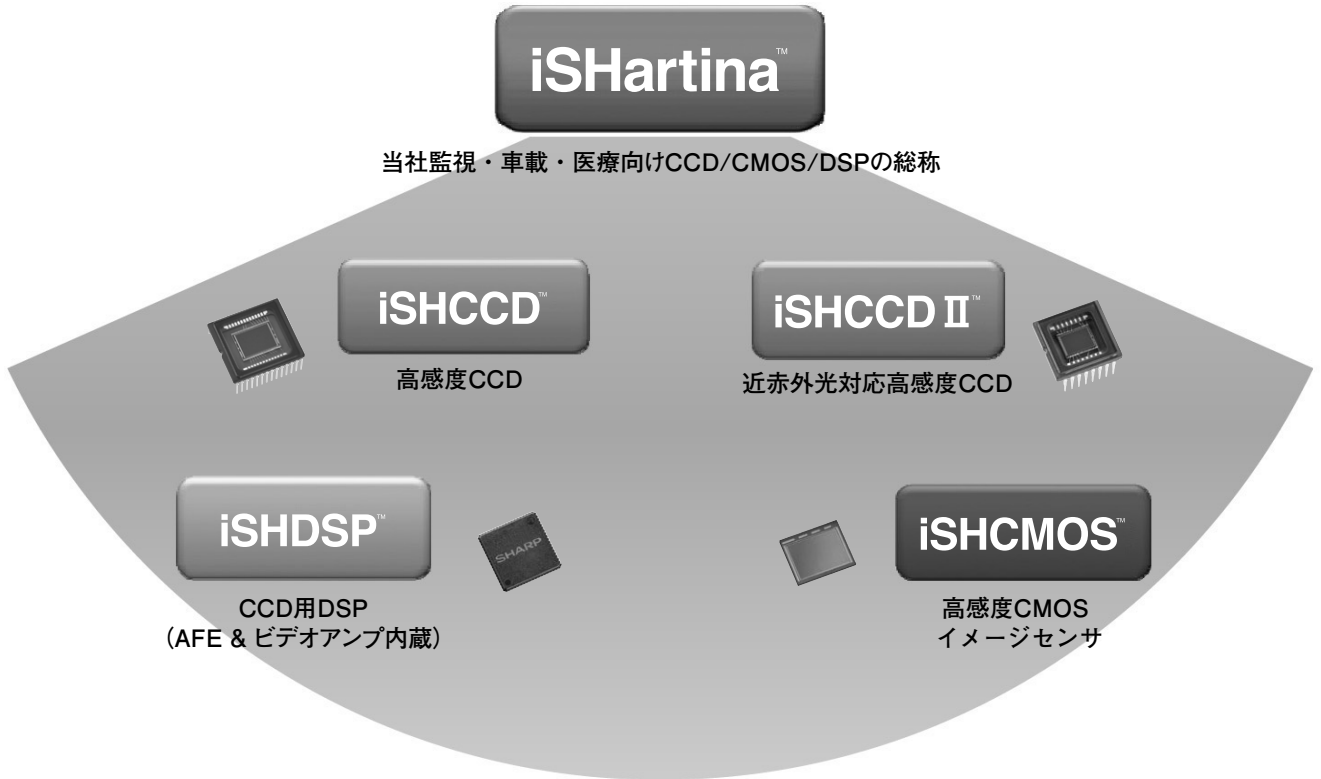 iSHartina™
当社監視・車載・医療向けCCD/CMOS/DSPの総称
iSHCCD™
iSHCCDⅡ™
高感度CCD
近赤外光対応高感度CCD
iSHDSP™
SHARP
iSHCMOS™
CCD用DSP
（AFE & ビデオアンプ内蔵）
高感度CMOS
イメージセンサ